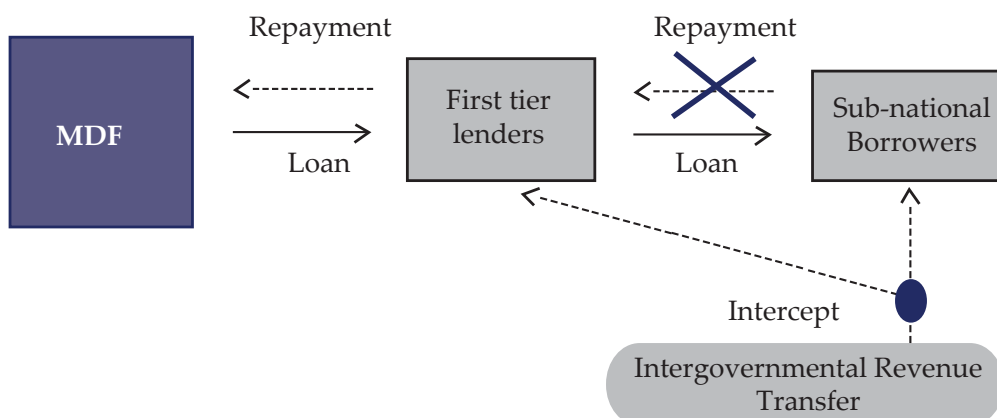 Repayment
Repayment
MDF
First tier
lenders
Sub-national
Borrowers
Loan
Loan
Intercept
Intergovernmental Revenue
Transfer